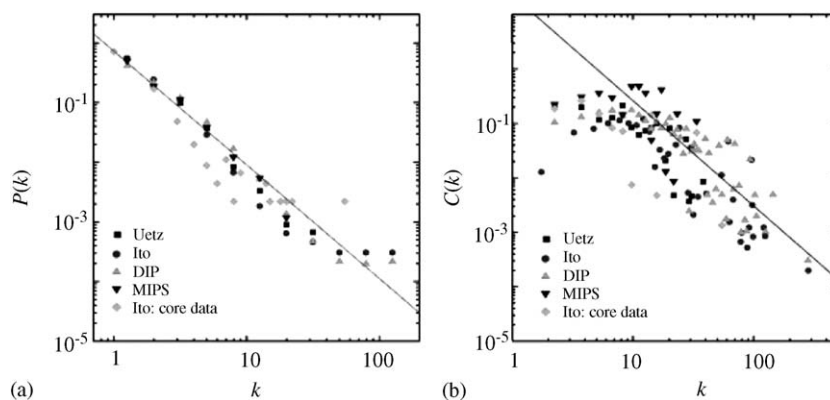 10⁻¹
10⁻³
10⁻⁵
P(k)
Uetz
Ito
DIP
MIPS
Ito: core data
1
10
100
(a)
k
10⁻¹
10⁻³
10⁻⁵
C(k)
Uetz
Ito
DIP
MIPS
Ito: core data
1
10
100
(b)
k